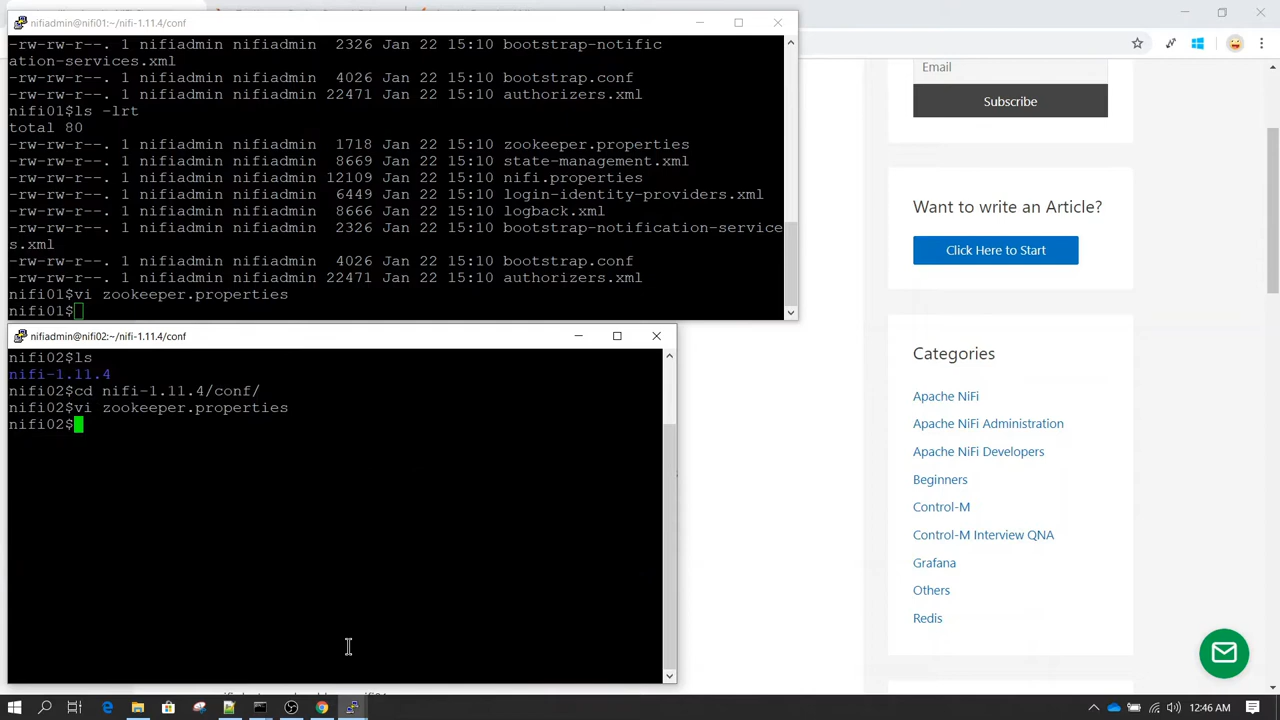 nifiadmin@nifi01:~/nifi-1.11.4/conf
-rw-rw-r--. 1 nifiadmin nifiadmin  2326 Jan 22 15:10 bootstrap-notific
ation-services.xml
-rw-rw-r--. 1 nifiadmin nifiadmin  4026 Jan 22 15:10 bootstrap.conf
-rw-rw-r--. 1 nifiadmin nifiadmin 22471 Jan 22 15:10 authorizers.xml
nifi01$ls -lrt
total 80
-rw-rw-r--. 1 nifiadmin nifiadmin  1718 Jan 22 15:10 zookeeper.properties
-rw-rw-r--. 1 nifiadmin nifiadmin  8669 Jan 22 15:10 state-management.xml
-rw-rw-r--. 1 nifiadmin nifiadmin 12109 Jan 22 15:10 nifi.properties
-rw-rw-r--. 1 nifiadmin nifiadmin  6449 Jan 22 15:10 login-identity-providers.xml
-rw-rw-r--. 1 nifiadmin nifiadmin  8666 Jan 22 15:10 logback.xml
-rw-rw-r--. 1 nifiadmin nifiadmin  2326 Jan 22 15:10 bootstrap-notification-service
s.xml
-rw-rw-r--. 1 nifiadmin nifiadmin  4026 Jan 22 15:10 bootstrap.conf
-rw-rw-r--. 1 nifiadmin nifiadmin 22471 Jan 22 15:10 authorizers.xml
nifi01$vi zookeeper.properties
nifi01$
nifiadmin@nifi02:~/nifi-1.11.4/conf
nifi02$ls
nifi-1.11.4
nifi02$cd nifi-1.11.4/conf/
nifi02$vi zookeeper.properties
nifi02$
Email
Subscribe
Want to write an Article?
Click Here to Start
Categories
Apache NiFi
Apache NiFi Administration
Apache NiFi Developers
Beginners
Control-M
Control-M Interview QNA
Grafana
Others
Redis
12:46 AM